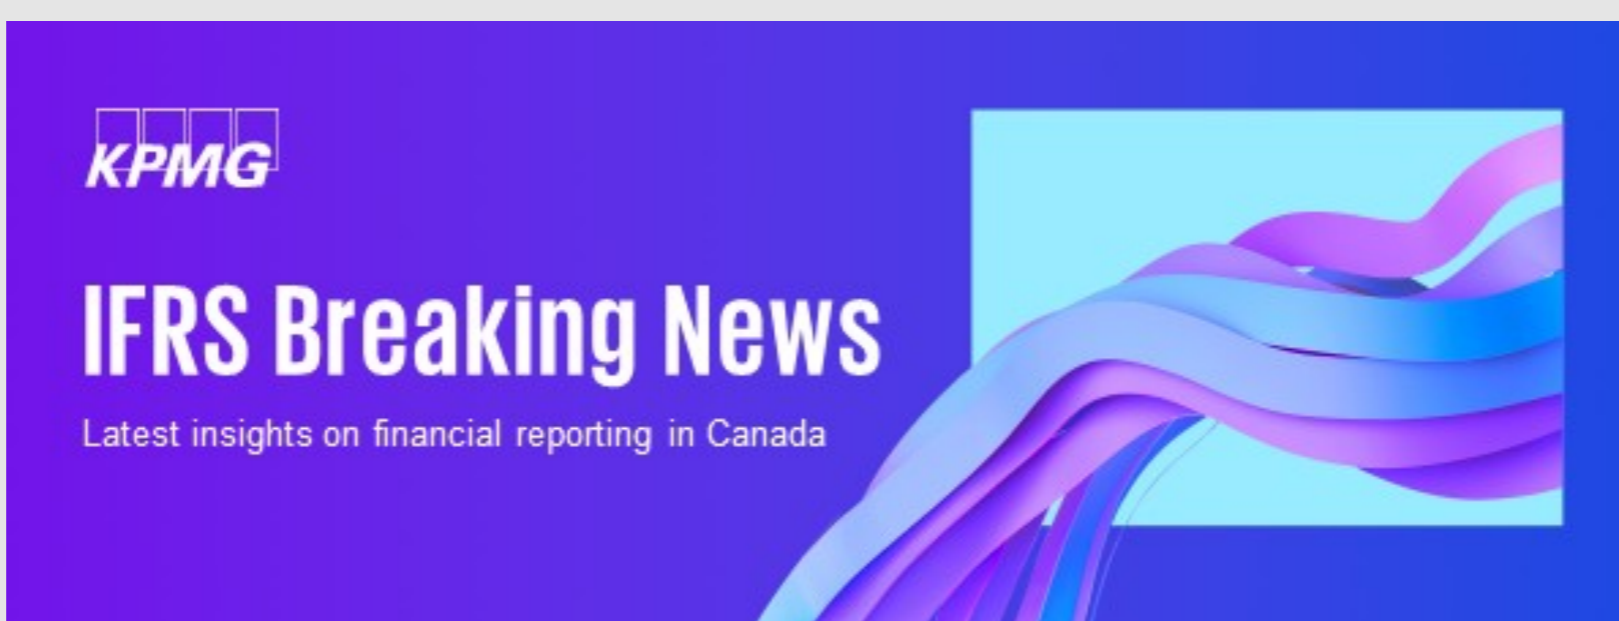 KPMG
IFRS Breaking News
Latest insights on financial reporting in Canada